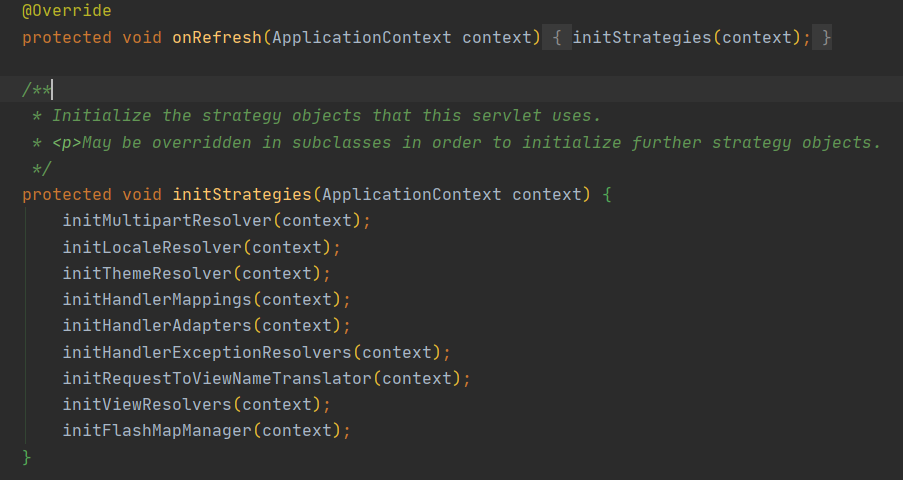 @Override
protected void onRefresh(ApplicationContext context) { initStrategies(context); }
/**
* Initialize the strategy objects that this servlet uses.
* <p>May be overridden in subclasses in order to initialize further strategy objects.
*/
protected void initStrategies(ApplicationContext context) {
initMultipartResolver(context);
initLocaleResolver(context);
initThemeResolver(context);
initHandlerMappings(context);
initHandlerAdapters(context);
initHandlerExceptionResolvers(context);
initRequestToViewNameTranslator(context);
initViewResolvers(context);
initFlashMapManager(context);
}